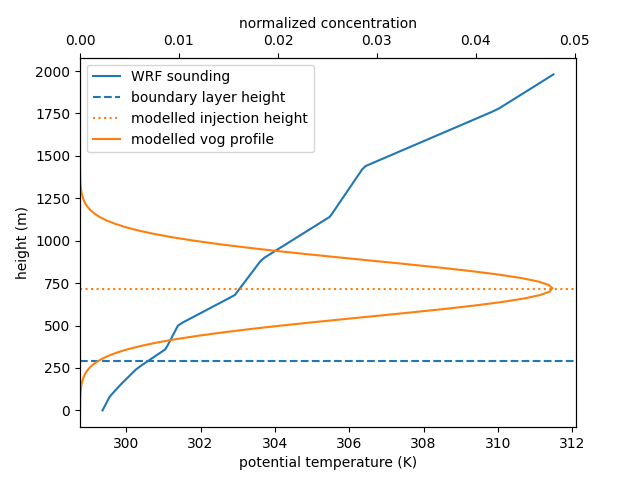 normalized concentration
0.00 0.01 0.02 0.03 0.04 0.05
WRF sounding
boundary layer height
modelled injection height
modelled vog profile
2000
1750
1500
1250
1000
750
500
250
0
height (m)
300 302 304 306 308 310 312
potential temperature (K)